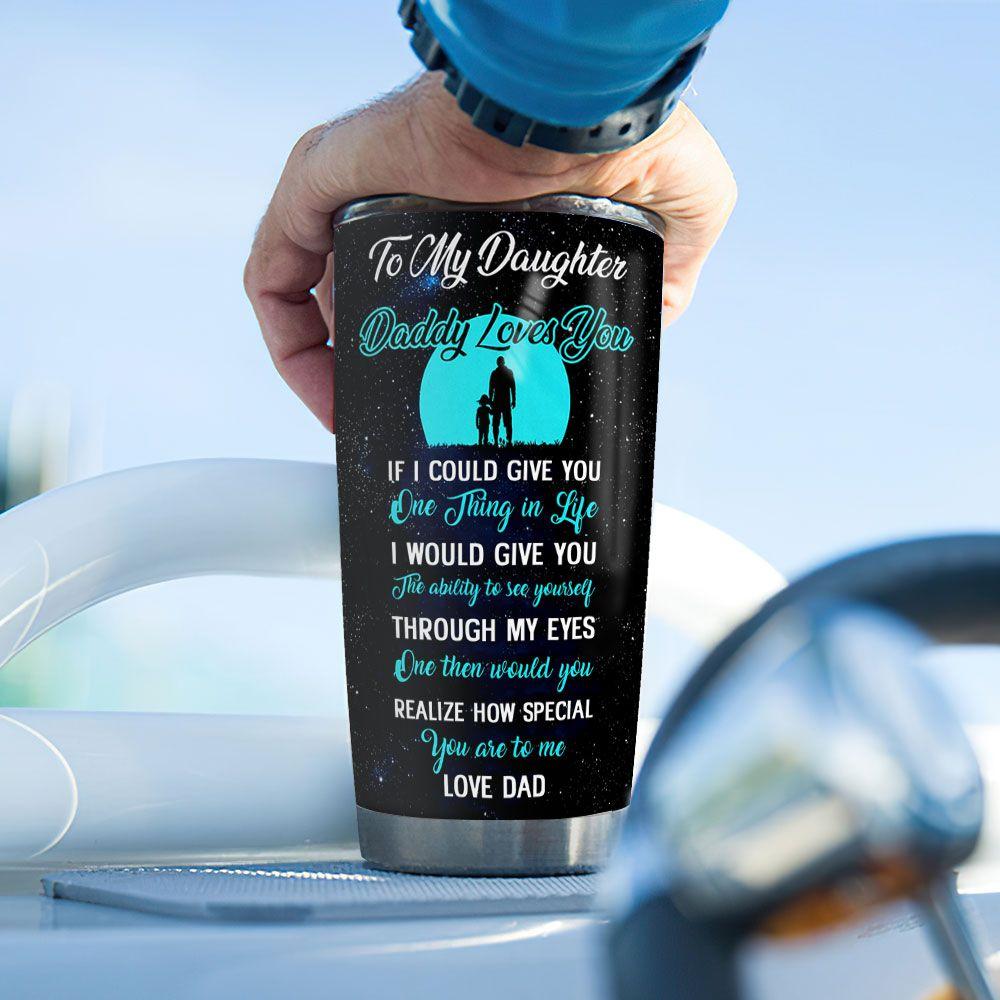 To My Daughter
Daddy Loves You
IF I COULD GIVE YOU
One Thing in Life
I WOULD GIVE YOU
The ability to see yourself
THROUGH MY EYES
One then would you
REALIZE HOW SPECIAL
You are to me
LOVE DAD